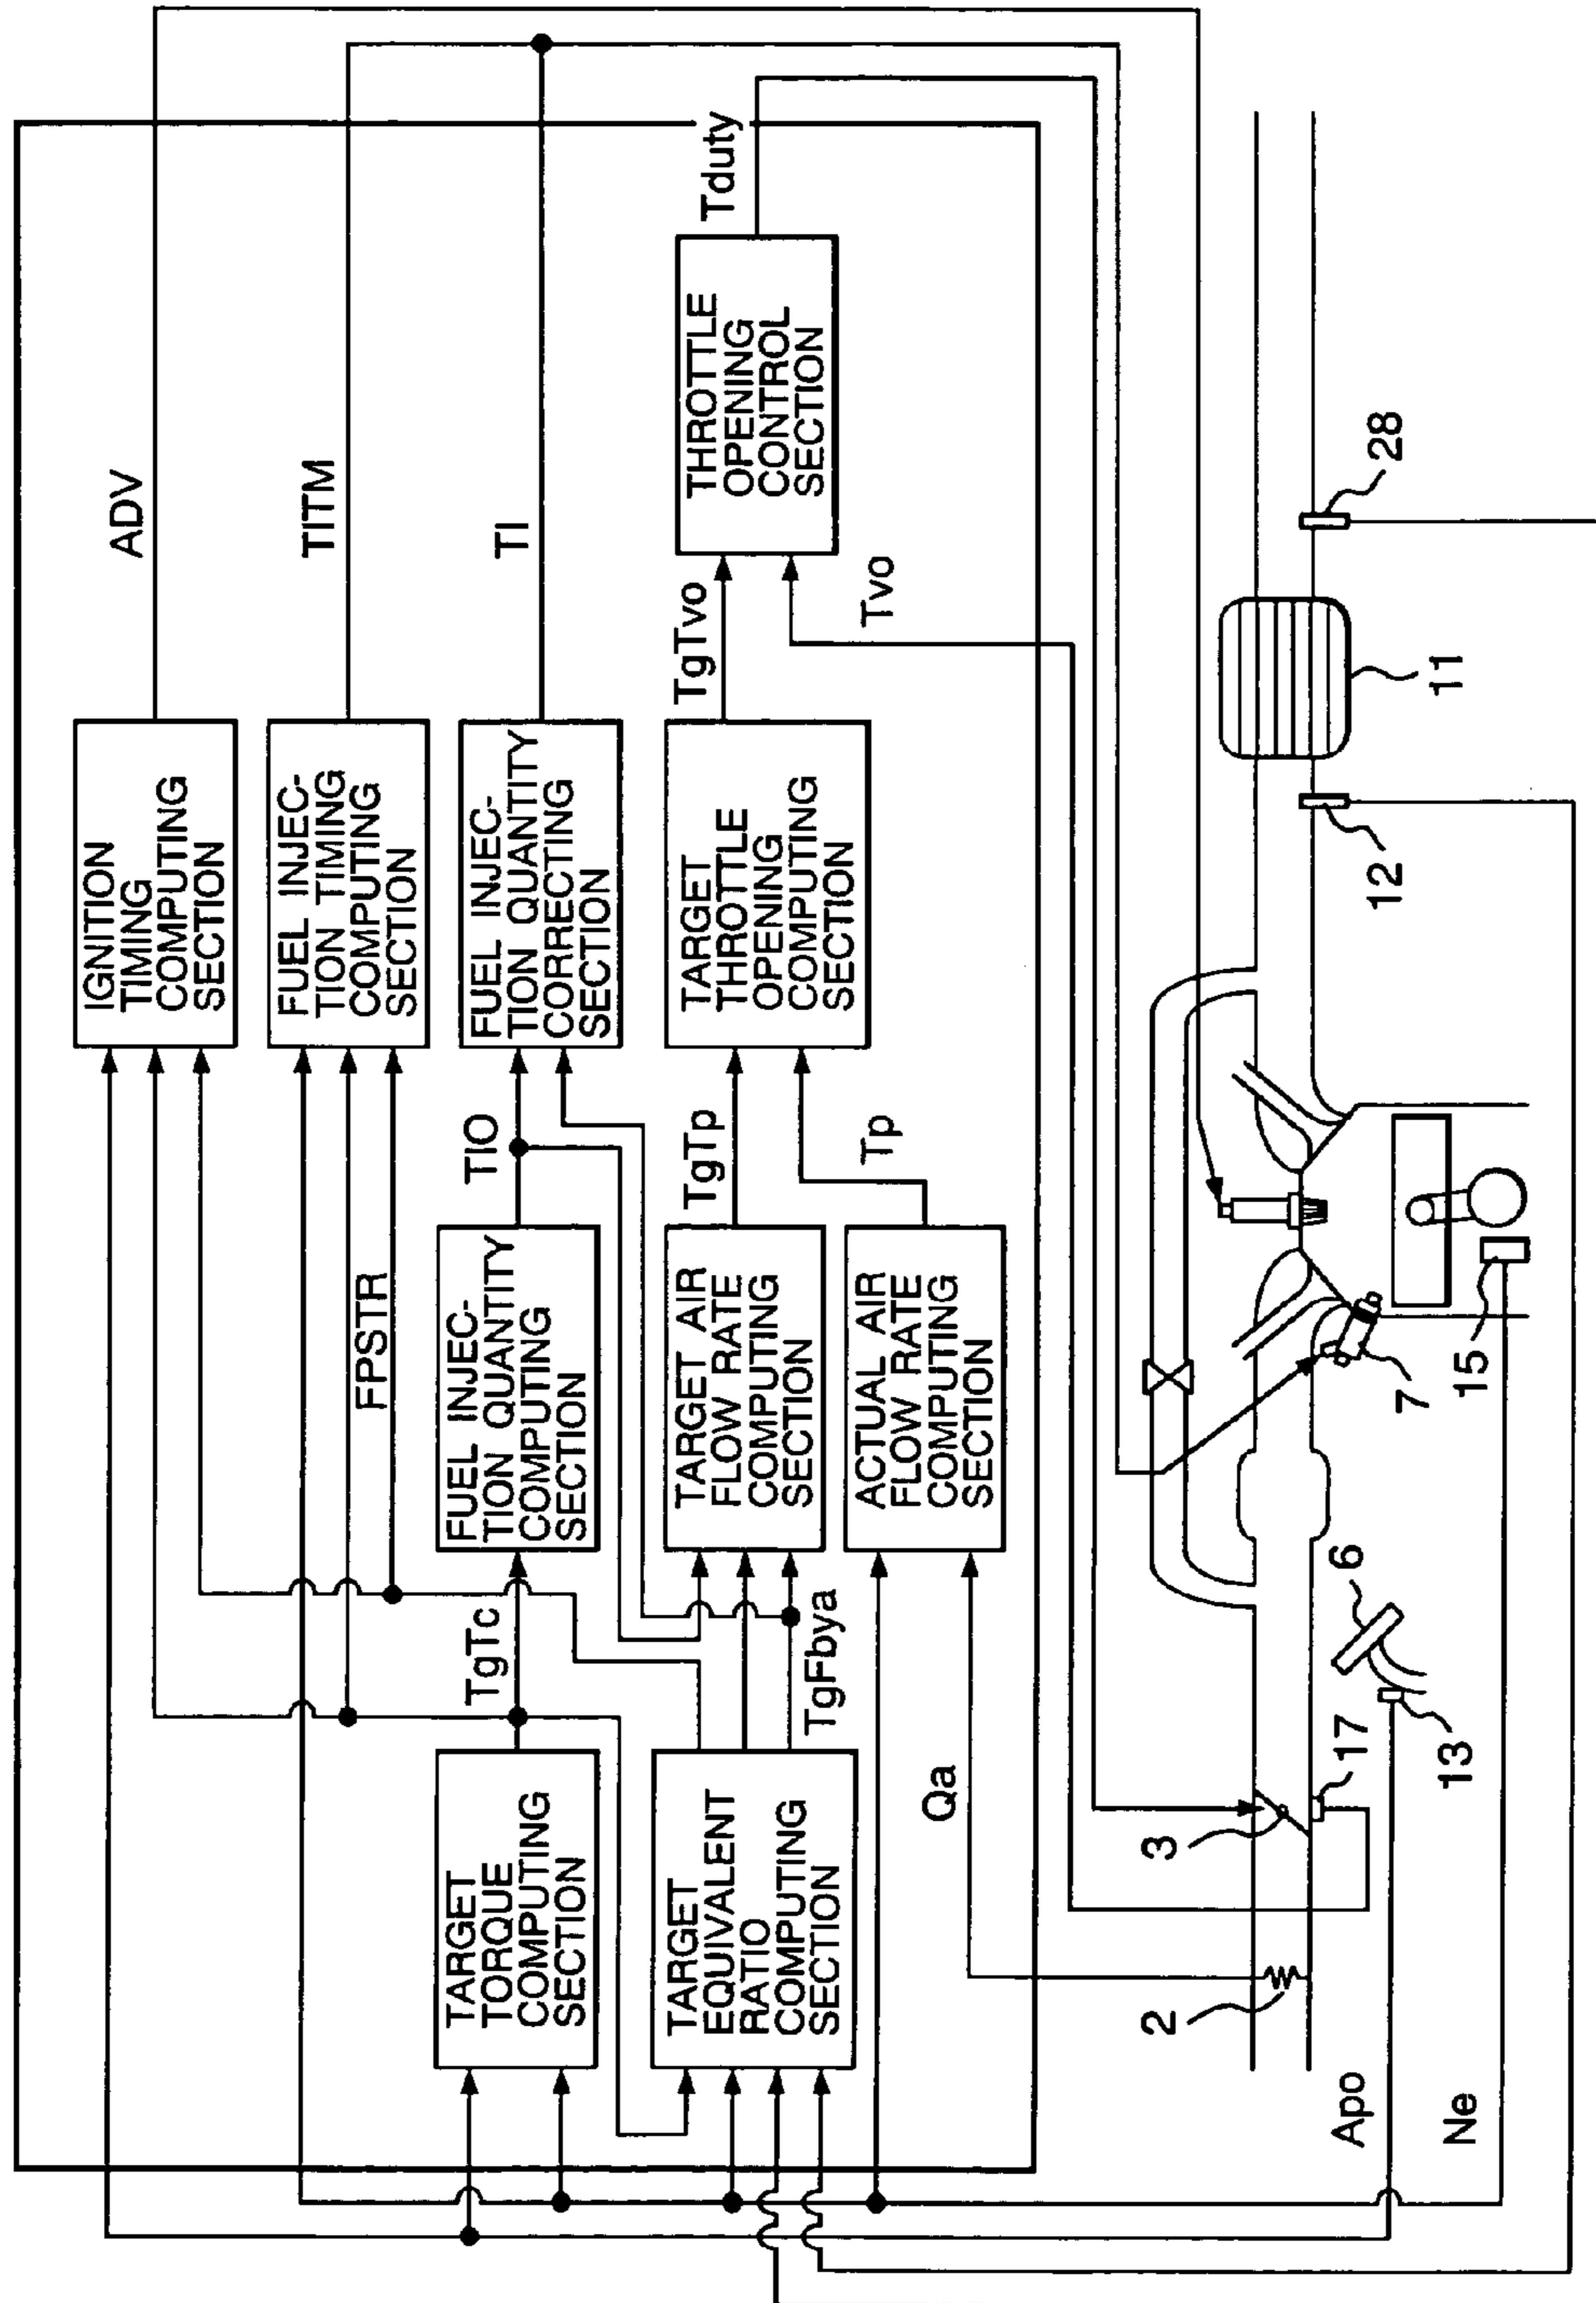 ADV
TITM
TI
Tduty
IGNITION
TIMING
COMPUTING
SECTION
FUEL INJEC-
TION TIMING
COMPUTING
SECTION
FUEL INJEC-
TION QUANTITY
CORRECTING
SECTION
TARGET
THROTTLE
OPENING
COMPUTING
SECTION
THROTTLE
OPENING
CONTROL
SECTION
TgTvo
Tvo
FPSTR
TIO
TgTp
Tp
FUEL INJEC-
TION QUANTITY
COMPUTING
SECTION
TARGET AIR
FLOW RATE
COMPUTING
SECTION
ACTUAL AIR
FLOW RATE
COMPUTING
SECTION
TgTc
TgFbya
Qa
TARGET
TORQUE
COMPUTING
SECTION
TARGET
EQUIVALENT
RATIO
COMPUTING
SECTION
Apo
Ne
2
3
17
13
6
7
15
12
11
28